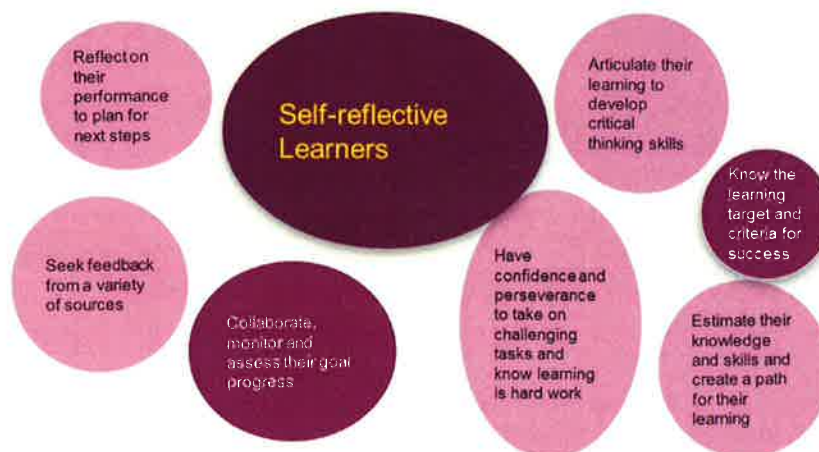 Reflect on
their
performance
to plan for
next steps
Self-reflective
Learners
Articulate their
learning to
develop
critical
thinking skills
Know the
learning
target and
criteria for
success
Seek feedback
from a variety
of sources
Collaborate,
monitor and
assess their goal
progress
Have
confidence and
perseverance
to take on
challenging
tasks and
know learning
is hard work
Estimate their
knowledge
and skills and
create a path
for their
learning